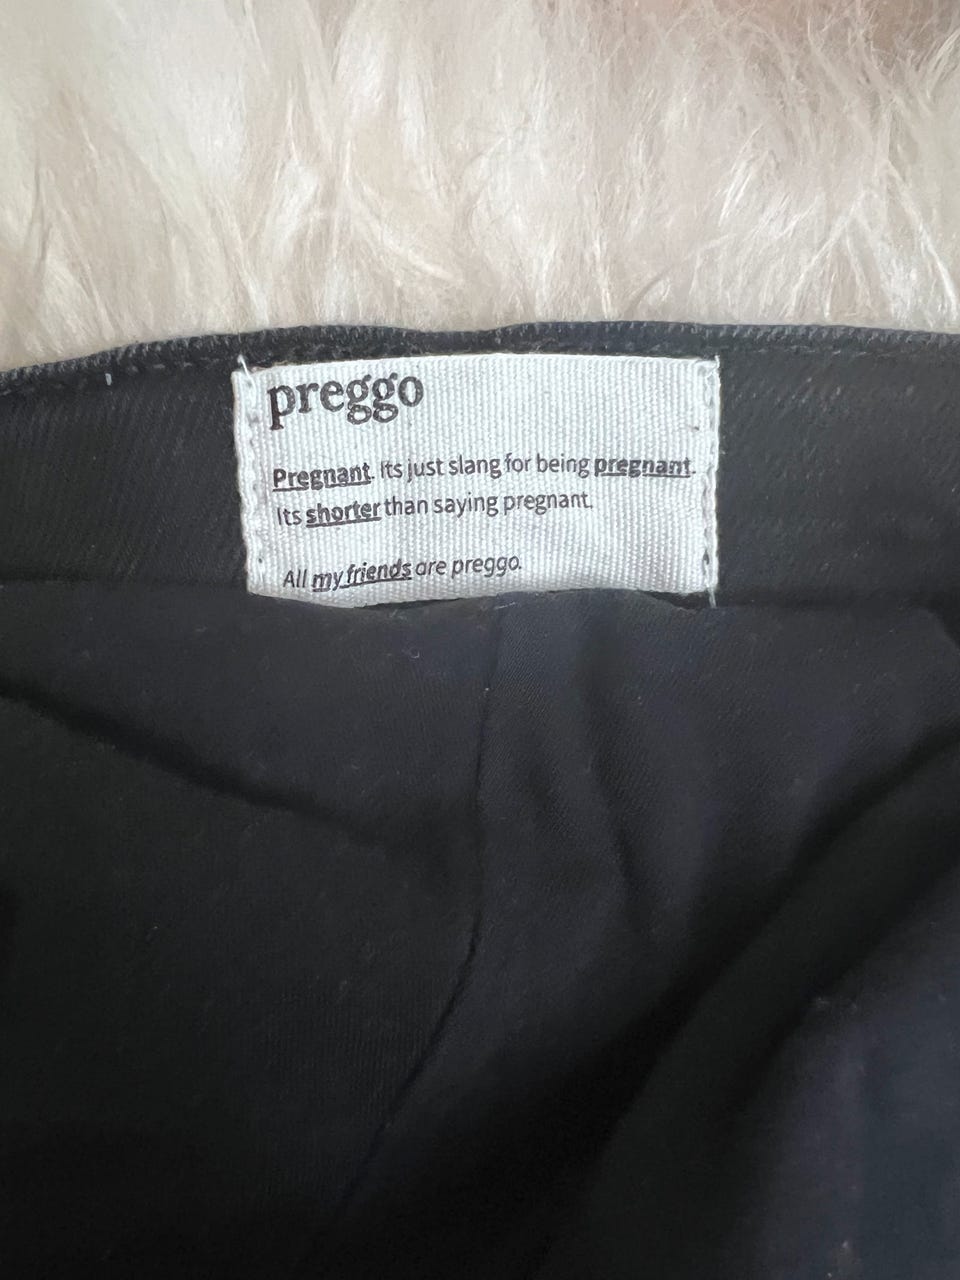 preggo
Pregnant. Its just slang for being pregnant.
Its shorter than saying pregnant.
All my friends are preggo.